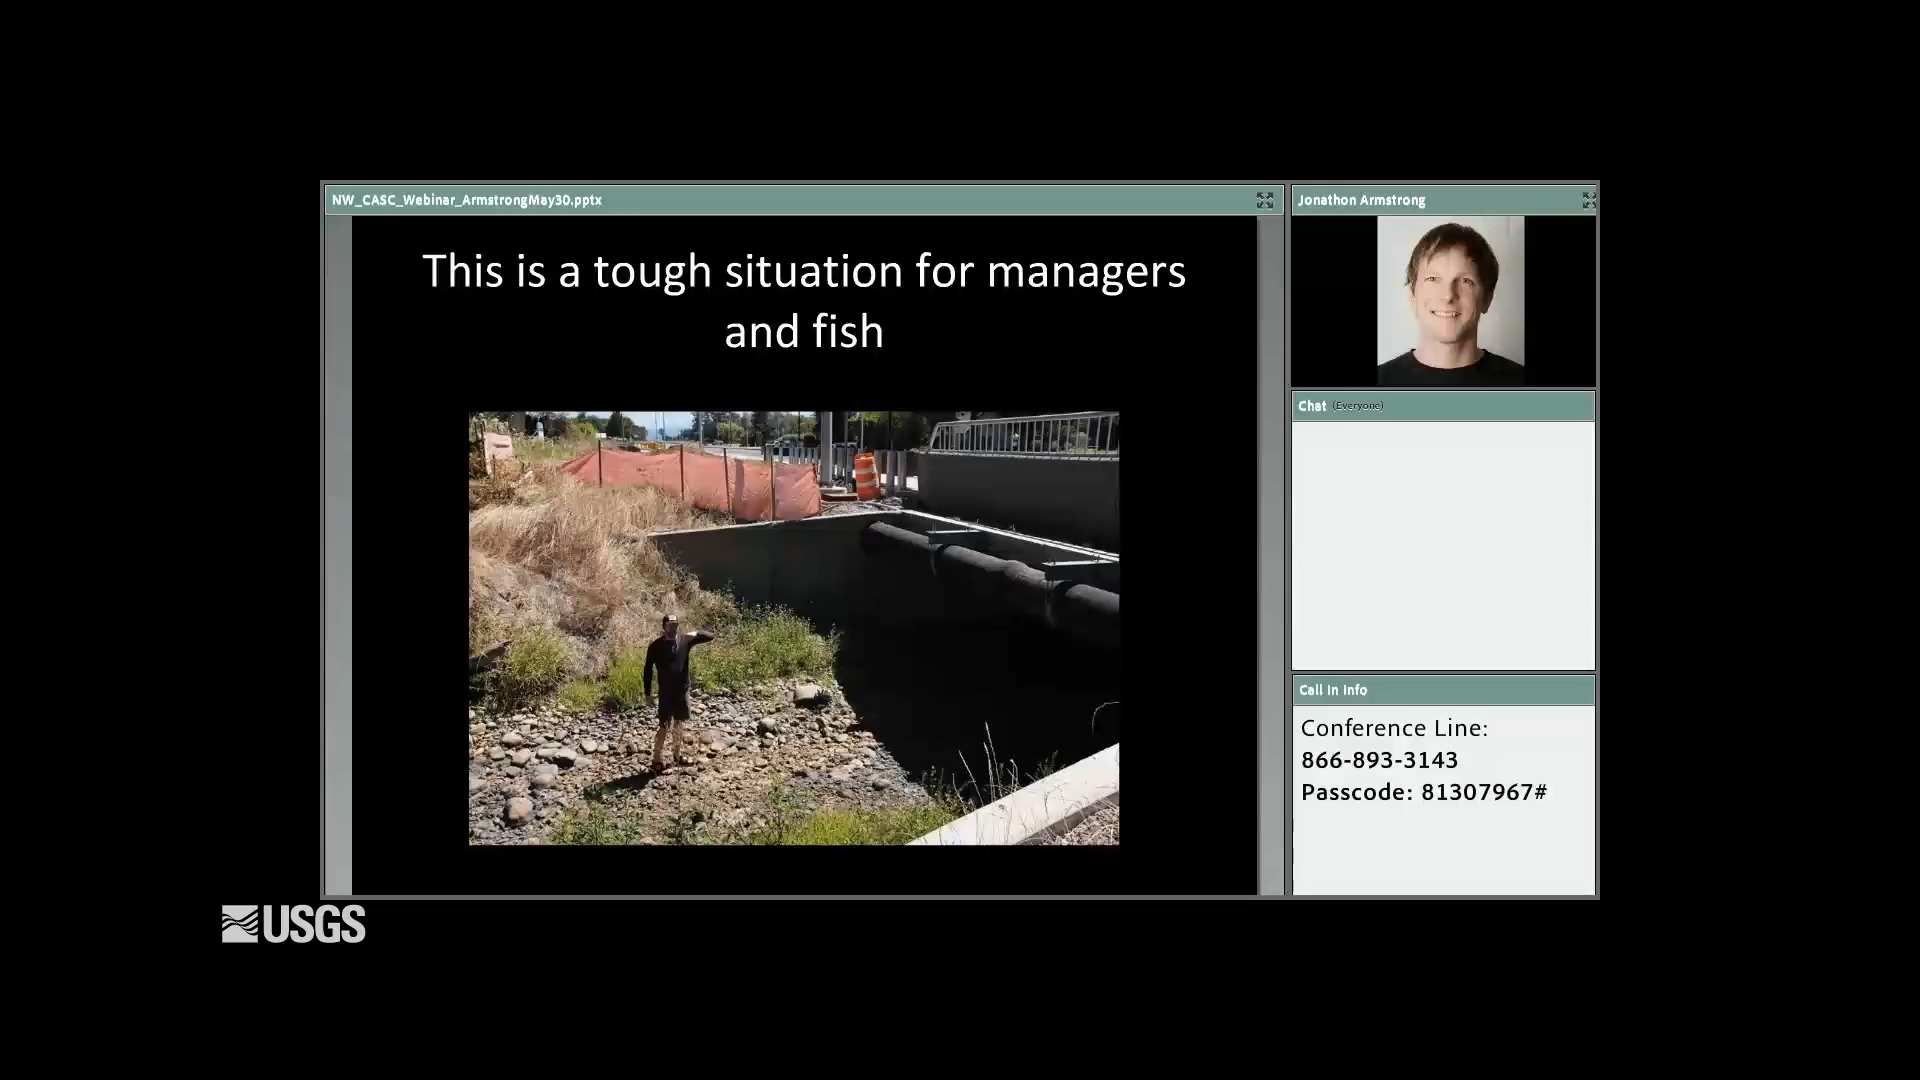 NW_CASC_Webinar_ArmstrongMay30.pptx
This is a tough situation for managers
and fish
Jonathon Armstrong
Chat (Everyone)
Call in Info
Conference Line:
866-893-3143
Passcode: 81307967#
USGS